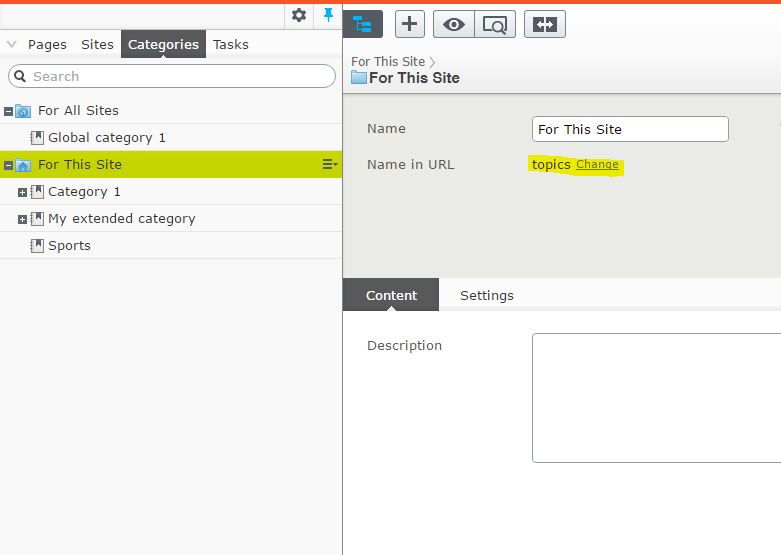 Pages Sites Categories Tasks
Search
For All Sites
Global category 1
For This Site
Category 1
My extended category
Sports
For This Site
For This Site
Name For This Site
Name in URL topics Change
Content Settings
Description